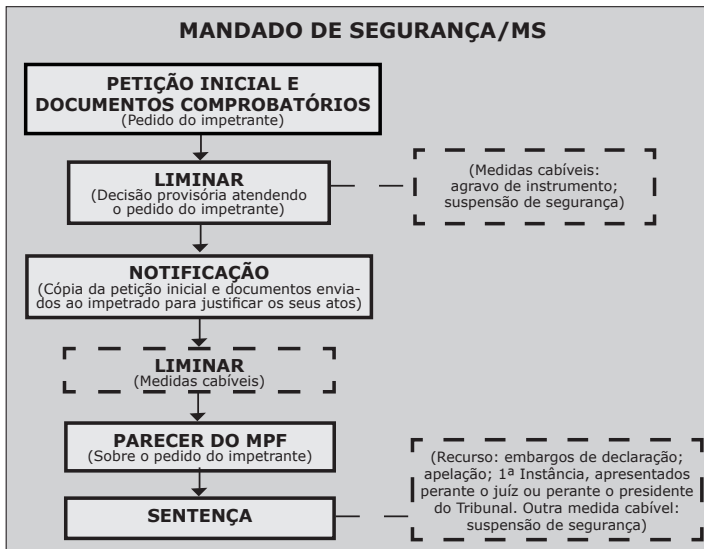 MANDADO DE SEGURANÇA/MS
PETIÇÃO INICIAL E
DOCUMENTOS COMPROBATÓRIOS
(Pedido do impetrante)
LIMINAR
(Decisão provisória atendendo
o pedido do impetrante)
(Medidas cabíveis:
agravo de instrumento;
suspensão de segurança)
NOTIFICAÇÃO
(Cópia da petição inicial e documentos envia-
dos ao impetrado para justificar os seus atos)
LIMINAR
(Medidas cabíveis)
PARECER DO MPF
(Sobre o pedido do impetrante)
SENTENÇA
(Recurso: embargos de declaração;
apelação; 1ª Instância, apresentados
perante o juíz ou perante o presidente
do Tribunal. Outra medida cabível:
suspensão de segurança)